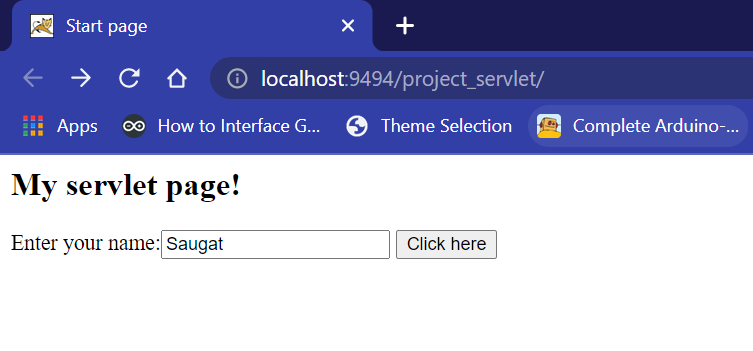 Start page
localhost:9494/project_servlet/
Apps How to Interface G... Theme Selection Complete Arduino-...
My servlet page!
Enter your name: Saugat Click here